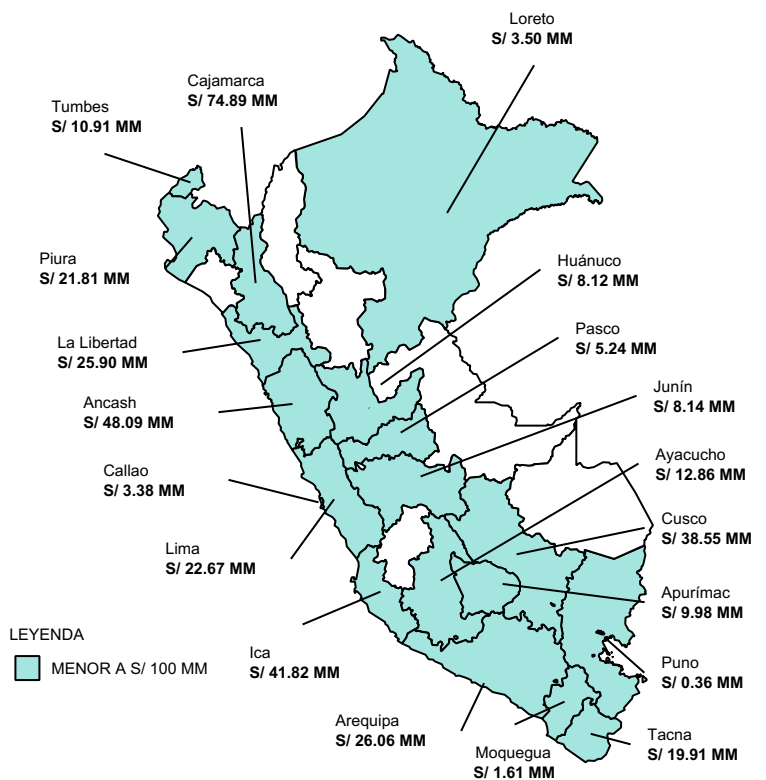 Loreto
S/ 3.50 MM
Cajamarca
S/ 74.89 MM
Tumbes
S/ 10.91 MM
Piura
S/ 21.81 MM
Huánuco
S/ 8.12 MM
Pasco
S/ 5.24 MM
La Libertad
S/ 25.90 MM
Junín
S/ 8.14 MM
Ancash
S/ 48.09 MM
Ayacucho
S/ 12.86 MM
Callao
S/ 3.38 MM
Cusco
S/ 38.55 MM
Lima
S/ 22.67 MM
Apurímac
S/ 9.98 MM
LEYENDA
MENOR A S/ 100 MM
Ica
S/ 41.82 MM
Puno
S/ 0.36 MM
Arequipa
S/ 26.06 MM
Moquegua
S/ 1.61 MM
Tacna
S/ 19.91 MM